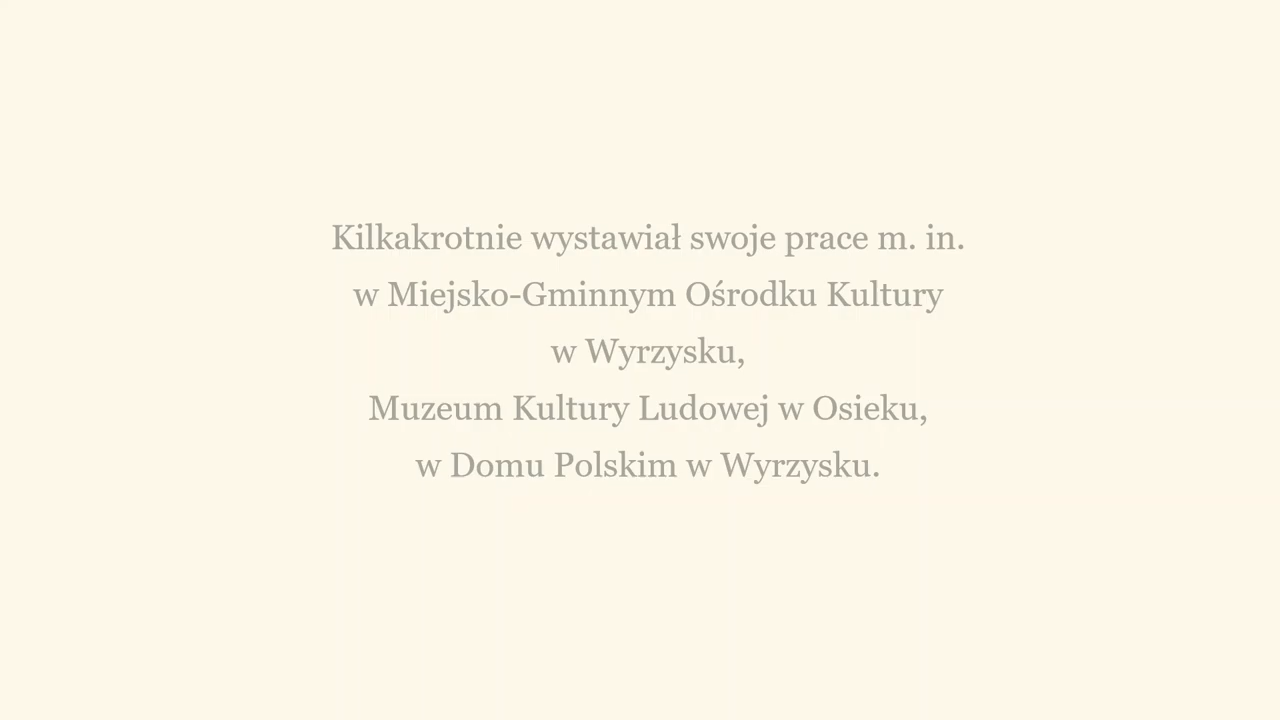 Kilkakrotnie wystawiał swoje prace m. in.
w Miejsko-Gminnym Ośrodku Kultury
w Wyrzysku,
Muzeum Kultury Ludowej w Osieku,
w Domu Polskim w Wyrzysku.